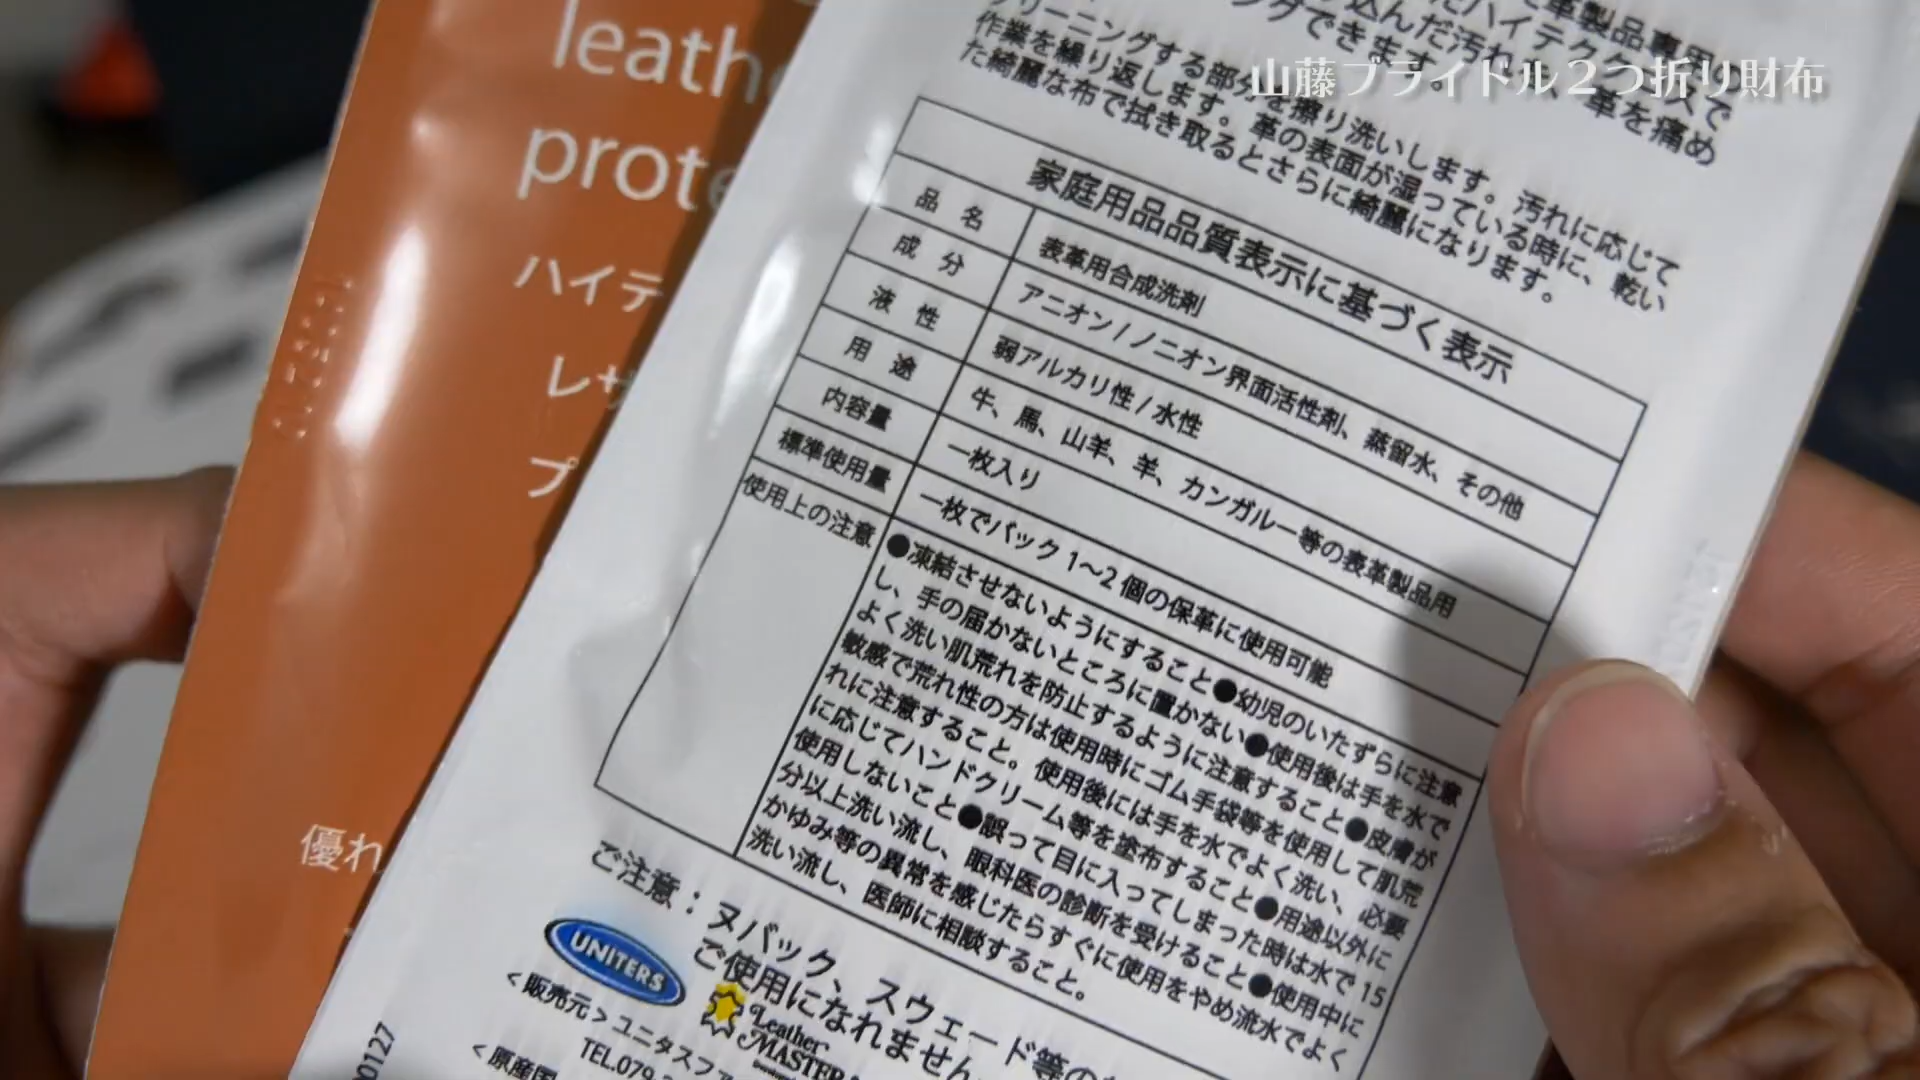 山藤ブライドル2つ折り財布
leath
prote
ハイテ
レザ
プ
優れ
革製品専用
ングできます。
クリーニングする部分を擦り洗いします。汚れに応じて
作業を繰り返します。革の表面が湿っている時に、乾い
た綺麗な布で拭き取るとさらに綺麗になります。
家庭用品品質表示に基づく表示
品 名 表革用合成洗剤
成 分 アニオン/ノニオン界面活性剤、蒸留水、その他
液 性 弱アルカリ性/水性
用 途 牛、馬、山羊、羊、カンガルー等の表革製品用
内容量 一枚入り
標準使用量 一枚でバック 1〜2 個の保革に使用可能
使用上の注意 ●凍結させないようにすること●幼児のいたずらに注意
し、手の届かないところに置かない●使用後は手を水で
よく洗い肌荒れを防止するように注意すること●皮膚が
敏感で荒れ性の方は使用時にゴム手袋等を使用して肌荒
れに注意すること。使用後には手を水でよく洗い、必要
に応じてハンドクリーム等を塗布すること●用途以外に
使用しないこと●誤って目に入ってしまった時は水で 15
分以上洗い流し、眼科医の診断を受けること●使用中に
かゆみ等の異常を感じたらすぐに使用をやめ流水でよく
洗い流し、医師に相談すること。
ご注意：ヌバック、スウェード等の
ご使用になれません
UNITERS
Leather
MASTER
<販売元>ユニタスファ
TEL.079
<原産国
00127